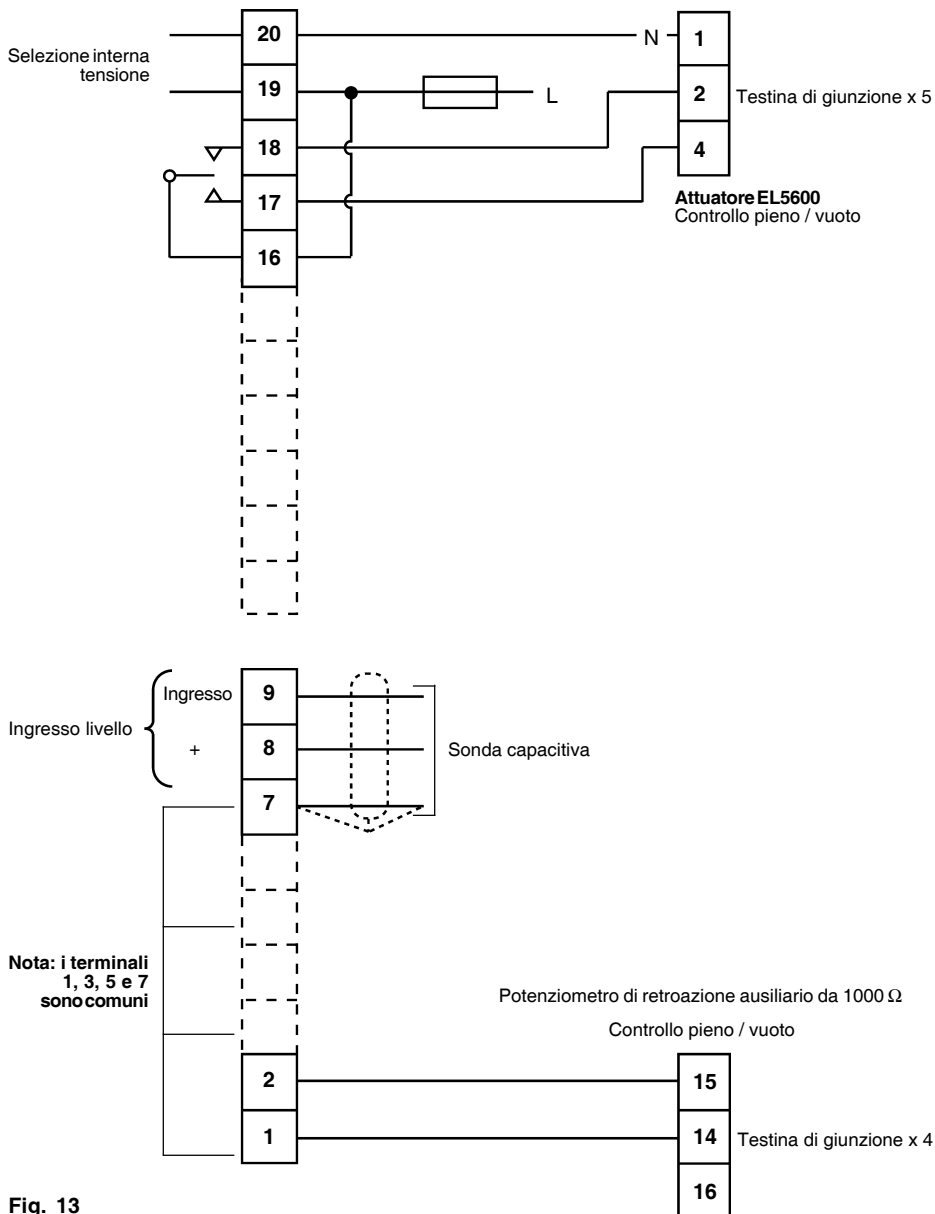 20
N
1
Selezione interna
tensione
19
L
2
Testina di giunzione x 5
18
4
17
Attuatore EL5600
Controllo pieno / vuoto
16
Ingresso
9
Ingresso livello
+
8
Sonda capacitiva
7
Nota: i terminali
1, 3, 5 e 7
sono comuni
Potenziometro di retroazione ausiliario da 1000 Ω
Controllo pieno / vuoto
2
15
1
14
Testina di giunzione x 4
16
Fig. 13